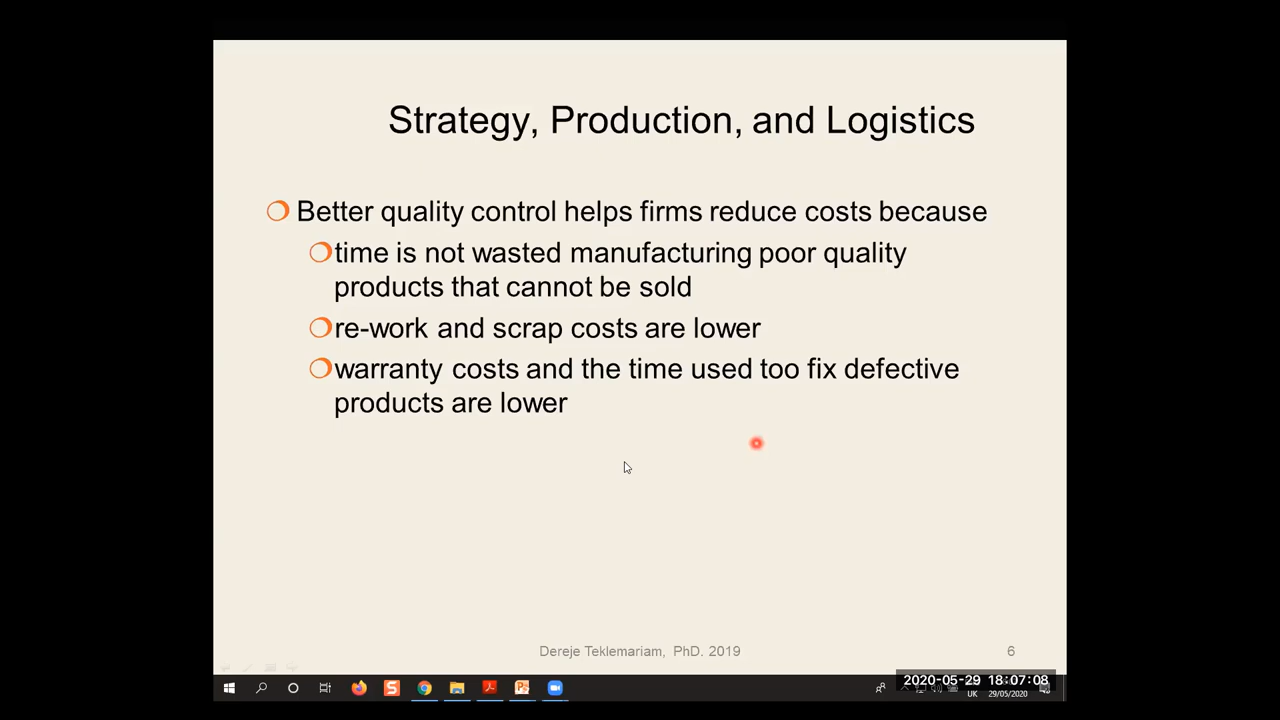 Strategy, Production, and Logistics
Better quality control helps firms reduce costs because
time is not wasted manufacturing poor quality
products that cannot be sold
re-work and scrap costs are lower
warranty costs and the time used too fix defective
products are lower
Dereje Teklemariam, PhD. 2019
6
2020-05-29 18:07:08
UK
29/05/2020